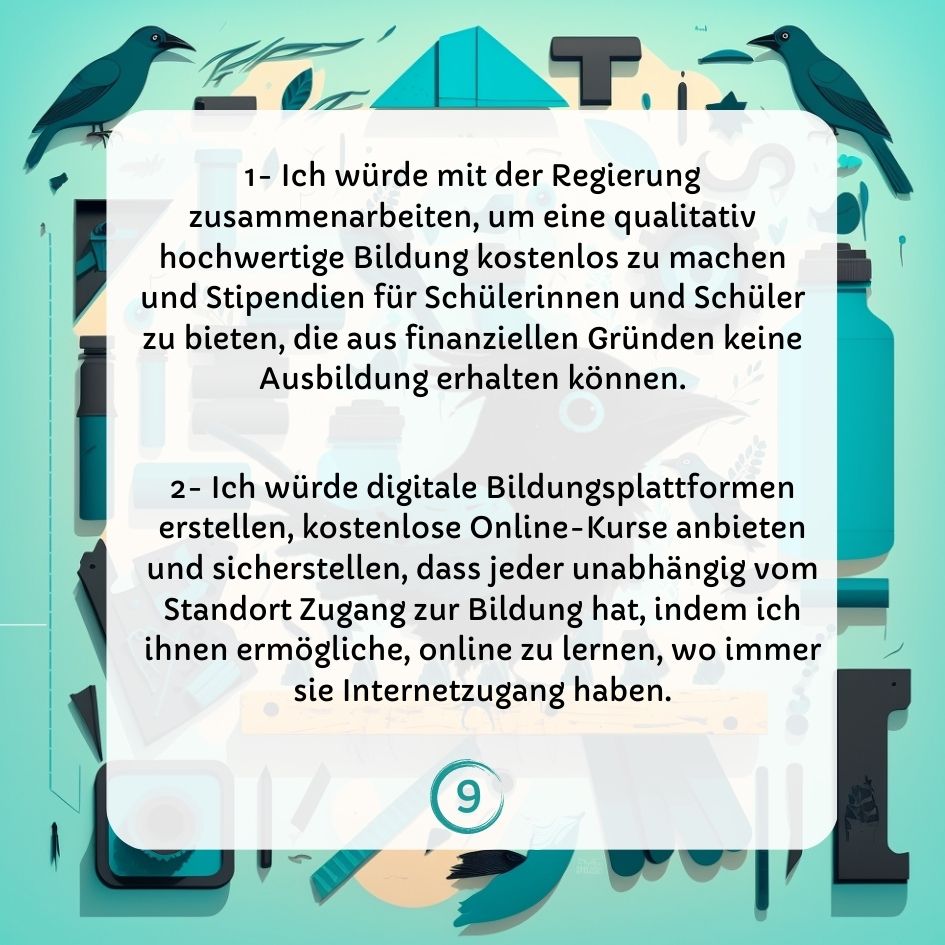 1- Ich würde mit der Regierung
zusammenarbeiten, um eine qualitativ
hochwertige Bildung kostenlos zu machen
und Stipendien für Schülerinnen und Schüler
zu bieten, die aus finanziellen Gründen keine
Ausbildung erhalten können.
2- Ich würde digitale Bildungsplattformen
erstellen, kostenlose Online-Kurse anbieten
und sicherstellen, dass jeder unabhängig vom
Standort Zugang zur Bildung hat, indem ich
ihnen ermögliche, online zu lernen, wo immer
sie Internetzugang haben.
9